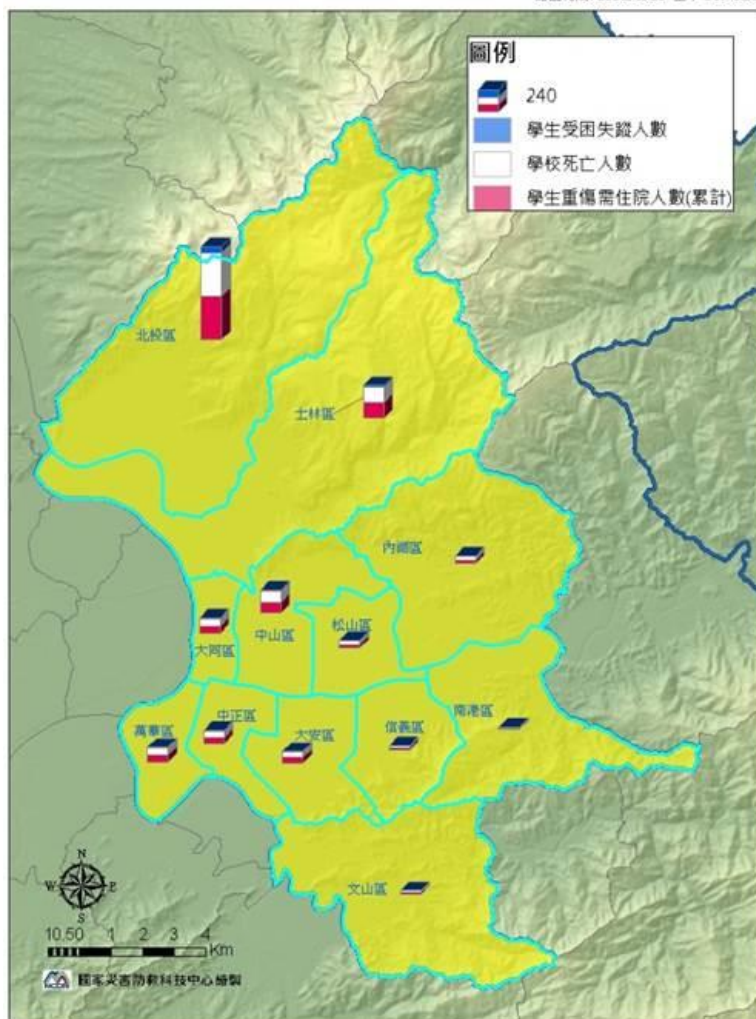 圖例
240
學生受困失蹤人數
學校死亡人數
學生重傷需住院人數(累計)
北投區
士林區
內湖區
中山區
松山區
大同區
中正區
萬華區
大安區
信義區
南港區
文山區
N
W E
S
10.50 1 2 3 4
Km
國家災害防救科技中心繪製